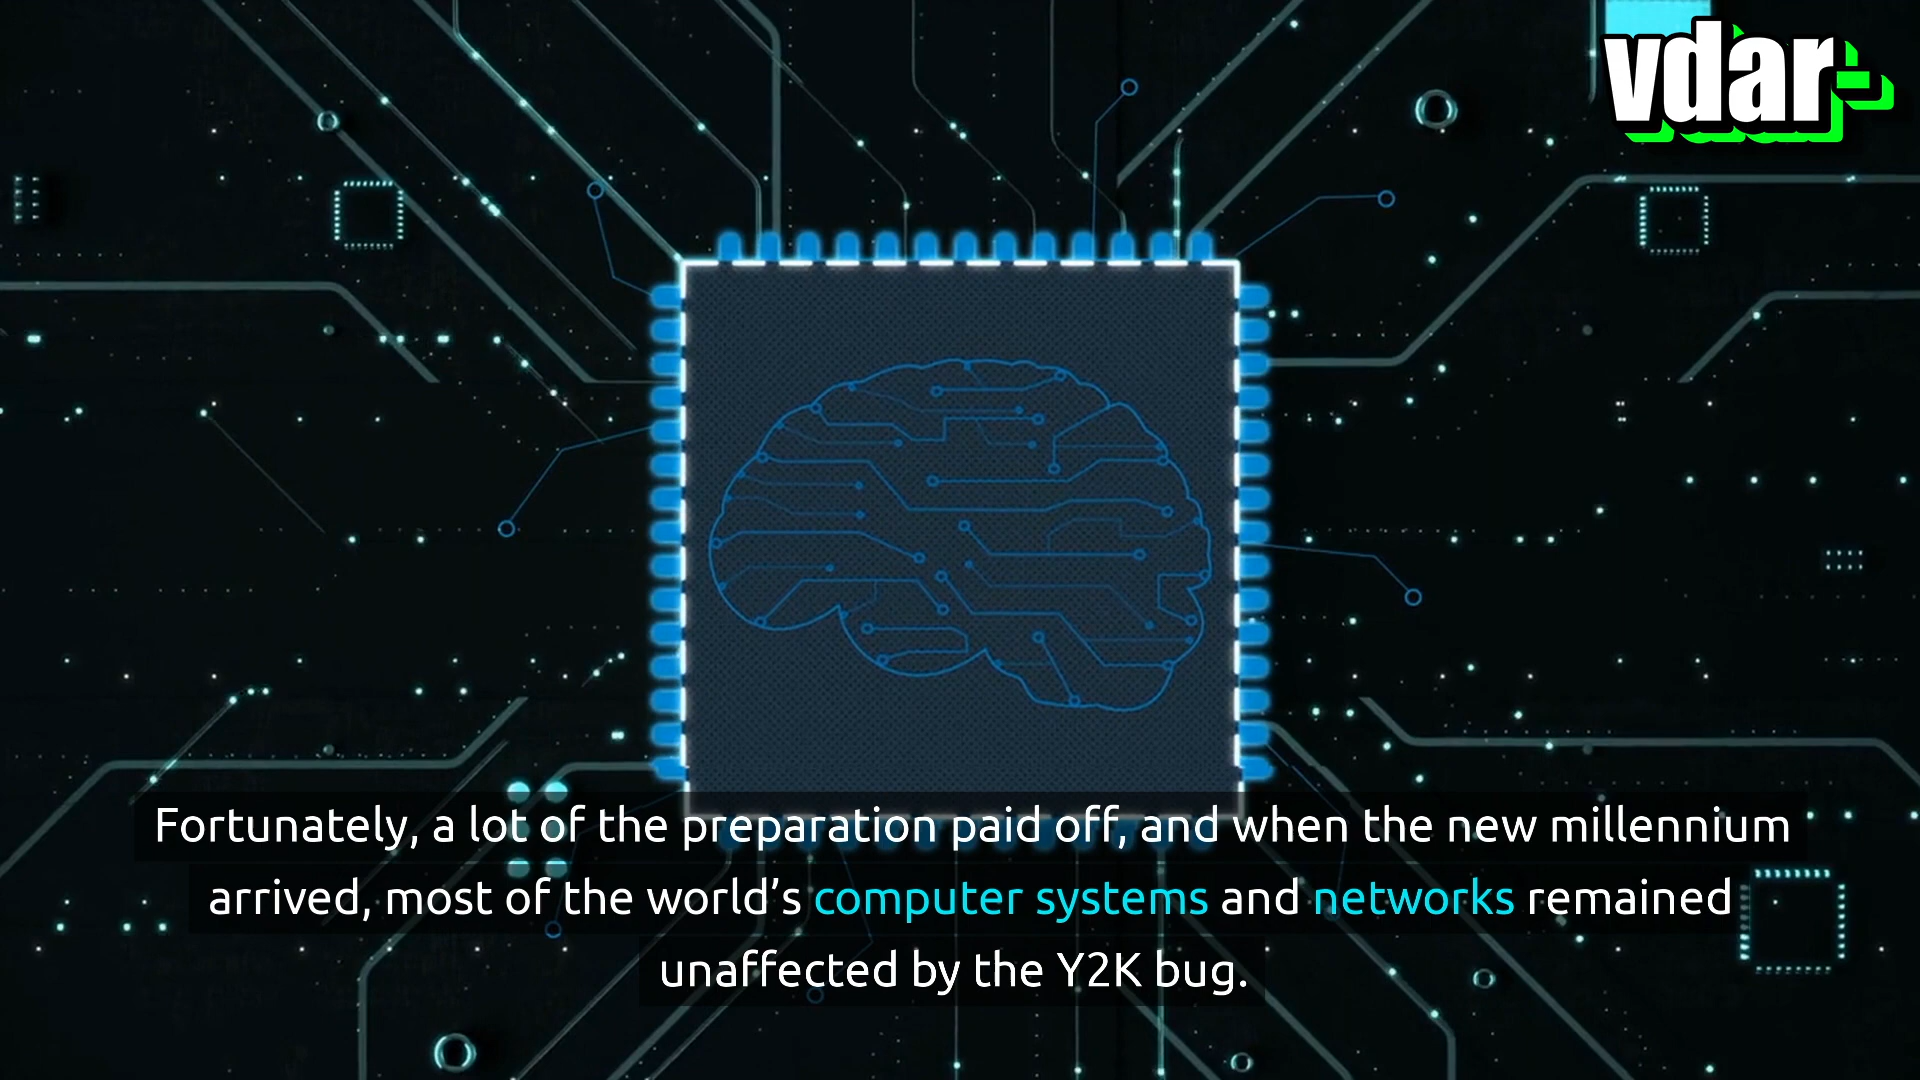 vdar-
Fortunately, a lot of the preparation paid off, and when the new millennium
arrived, most of the world’s computer systems and networks remained
unaffected by the Y2K bug.